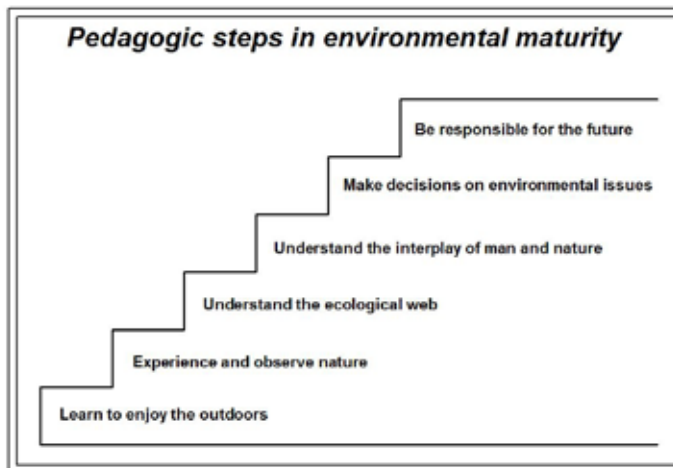 Pedagogic steps in environmental maturity
Be responsible for the future
Make decisions on environmental issues
Understand the interplay of man and nature
Understand the ecological web
Experience and observe nature
Learn to enjoy the outdoors